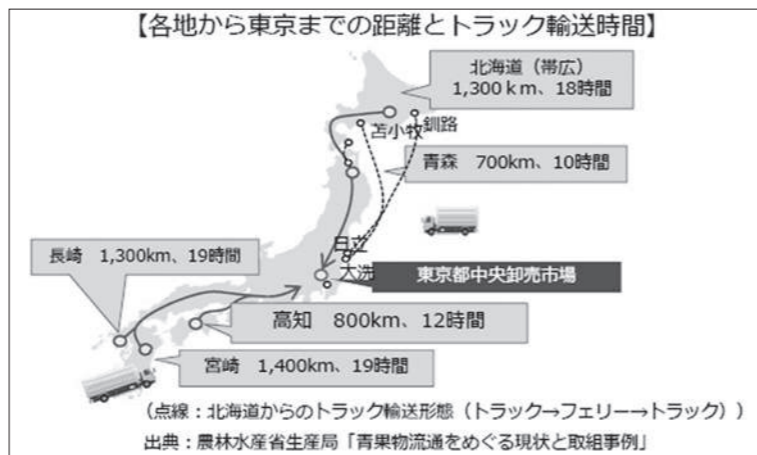 【各地から東京までの距離とトラック輸送時間】
北海道（帯広）
1,300ｋm、18時間
釧路
苫小牧
青森　700km、10時間
日立
長崎　1,300km、19時間
大洗
東京都中央卸売市場
高知　800km、12時間
宮崎　1,400km、19時間
（点線：北海道からのトラック輸送形態（トラック→フェリー→トラック））
出典：農林水産省生産局「青果物流通をめぐる現状と取組事例」